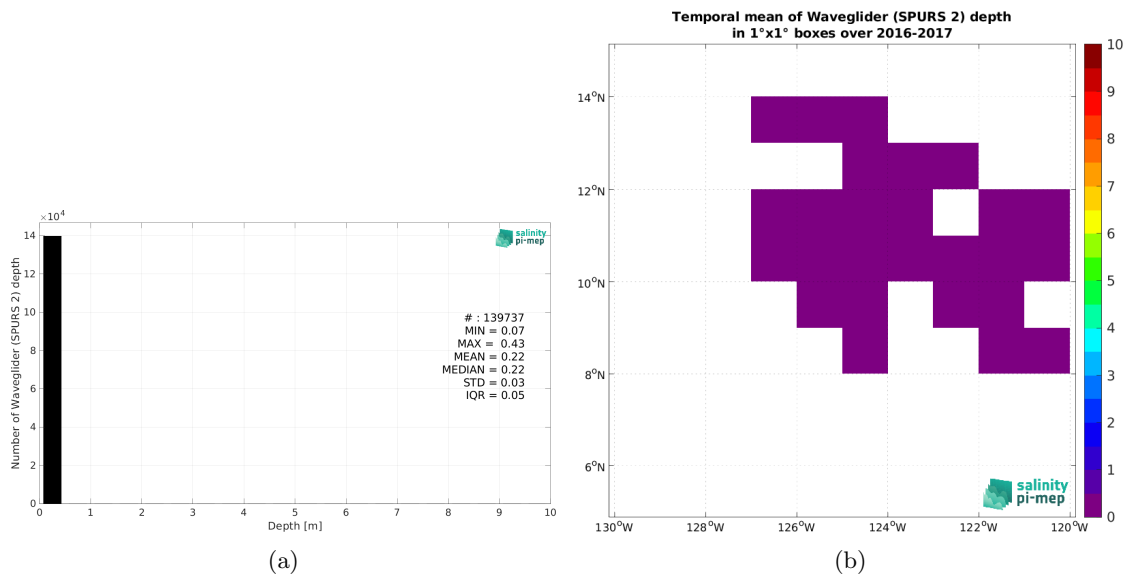 ×10⁴
14
12
10
8
6
4
2
0
Number of Waveglider (SPURS 2) depth
0 1 2 3 4 5 6 7 8 9 10
Depth [m]
salinity
pi-mep
# : 139737
MIN = 0.07
MAX = 0.43
MEAN = 0.22
MEDIAN = 0.22
STD = 0.03
IQR = 0.05
(a)
Temporal mean of Waveglider (SPURS 2) depth
in 1°x1° boxes over 2016-2017
14°N
12°N
10°N
8°N
6°N
130°W 128°W 126°W 124°W 122°W 120°W
salinity
pi-mep
10
9
8
7
6
5
4
3
2
1
0
(b)